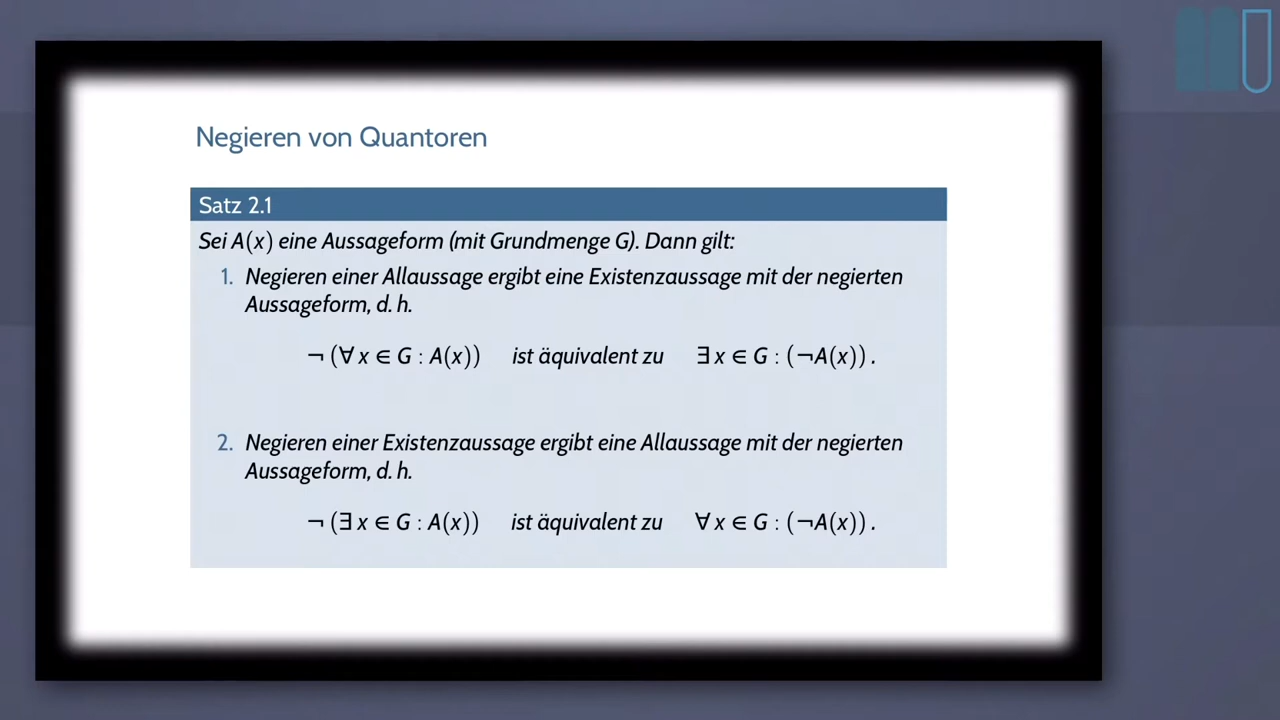 Negieren von Quantoren
Satz 2.1
Sei A(x) eine Aussageform (mit Grundmenge G). Dann gilt:
1. Negieren einer Allaussage ergibt eine Existenzaussage mit der negierten
Aussageform, d. h.
¬ (∀ x ∈ G : A(x)) ist äquivalent zu ∃ x ∈ G : (¬A(x)) .
2. Negieren einer Existenzaussage ergibt eine Allaussage mit der negierten
Aussageform, d. h.
¬ (∃ x ∈ G : A(x)) ist äquivalent zu ∀ x ∈ G : (¬A(x)) .